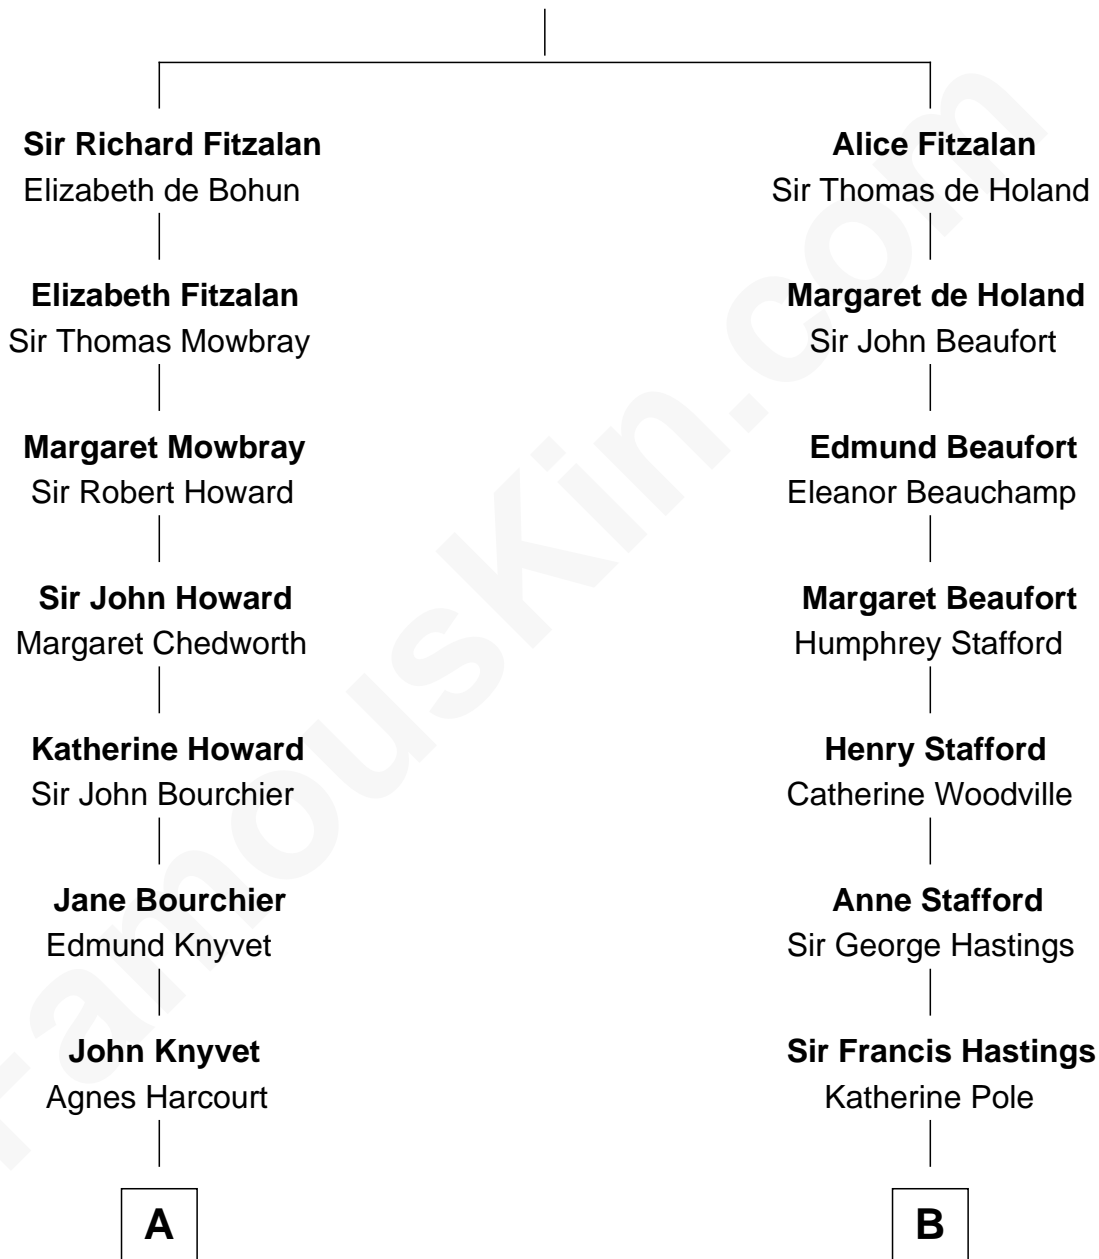 Sir Richard Fitzalan
Elizabeth de Bohun
Elizabeth Fitzalan
Sir Thomas Mowbray
Margaret Mowbray
Sir Robert Howard
Sir John Howard
Margaret Chedworth
Katherine Howard
Sir John Bourchier
Jane Bourchier
Edmund Knyvet
John Knyvet
Agnes Harcourt
A
Alice Fitzalan
Sir Thomas de Holand
Margaret de Holand
Sir John Beaufort
Edmund Beaufort
Eleanor Beauchamp
Margaret Beaufort
Humphrey Stafford
Henry Stafford
Catherine Woodville
Anne Stafford
Sir George Hastings
Sir Francis Hastings
Katherine Pole
B
FamousKin.com